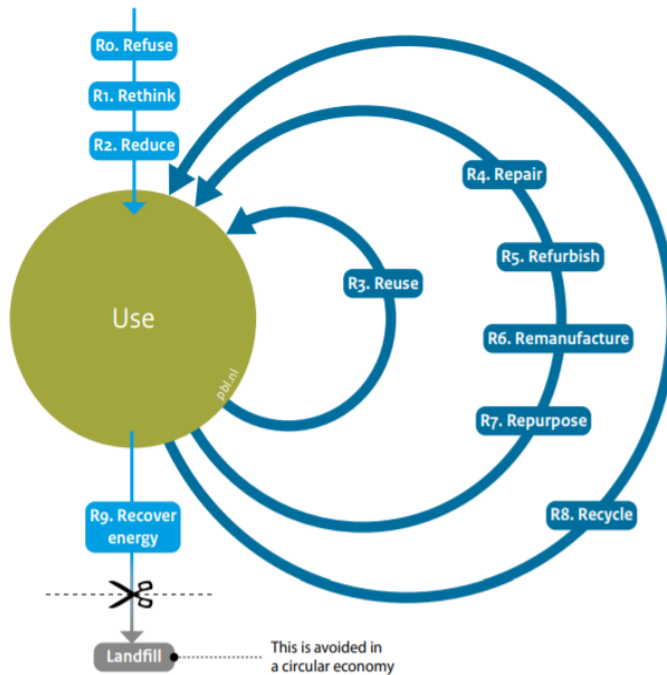 R0. Refuse
R1. Rethink
R2. Reduce
R4. Repair
R5. Refurbish
R3. Reuse
Use
R6. Remanufacture
pbl.nl
R7. Repurpose
R9. Recover
energy
R8. Recycle
Landfill
This is avoided in
a circular economy